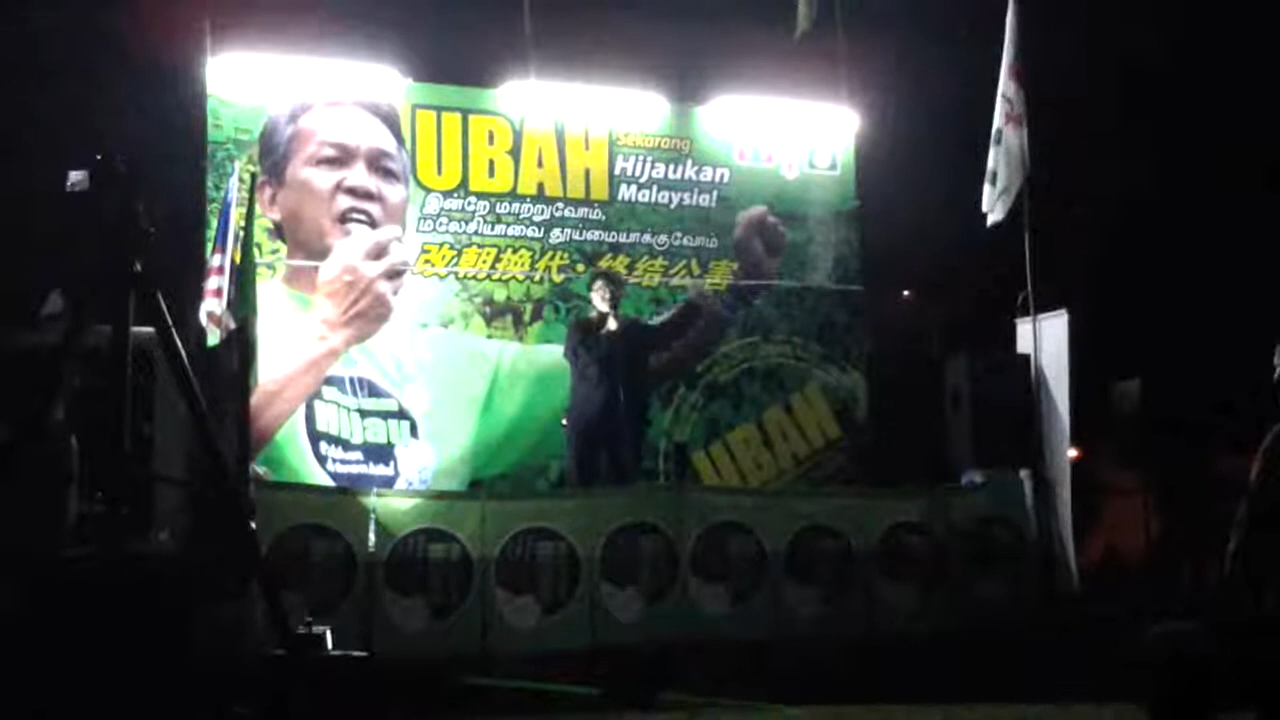 UBAH
Sekarang
Hijaukan
Malaysia!
இன்றே மாற்றுவோம்,
மலேசியாவை தூய்மையாக்குவோம்
改朝换代·终结公害
Hijau
UBAH